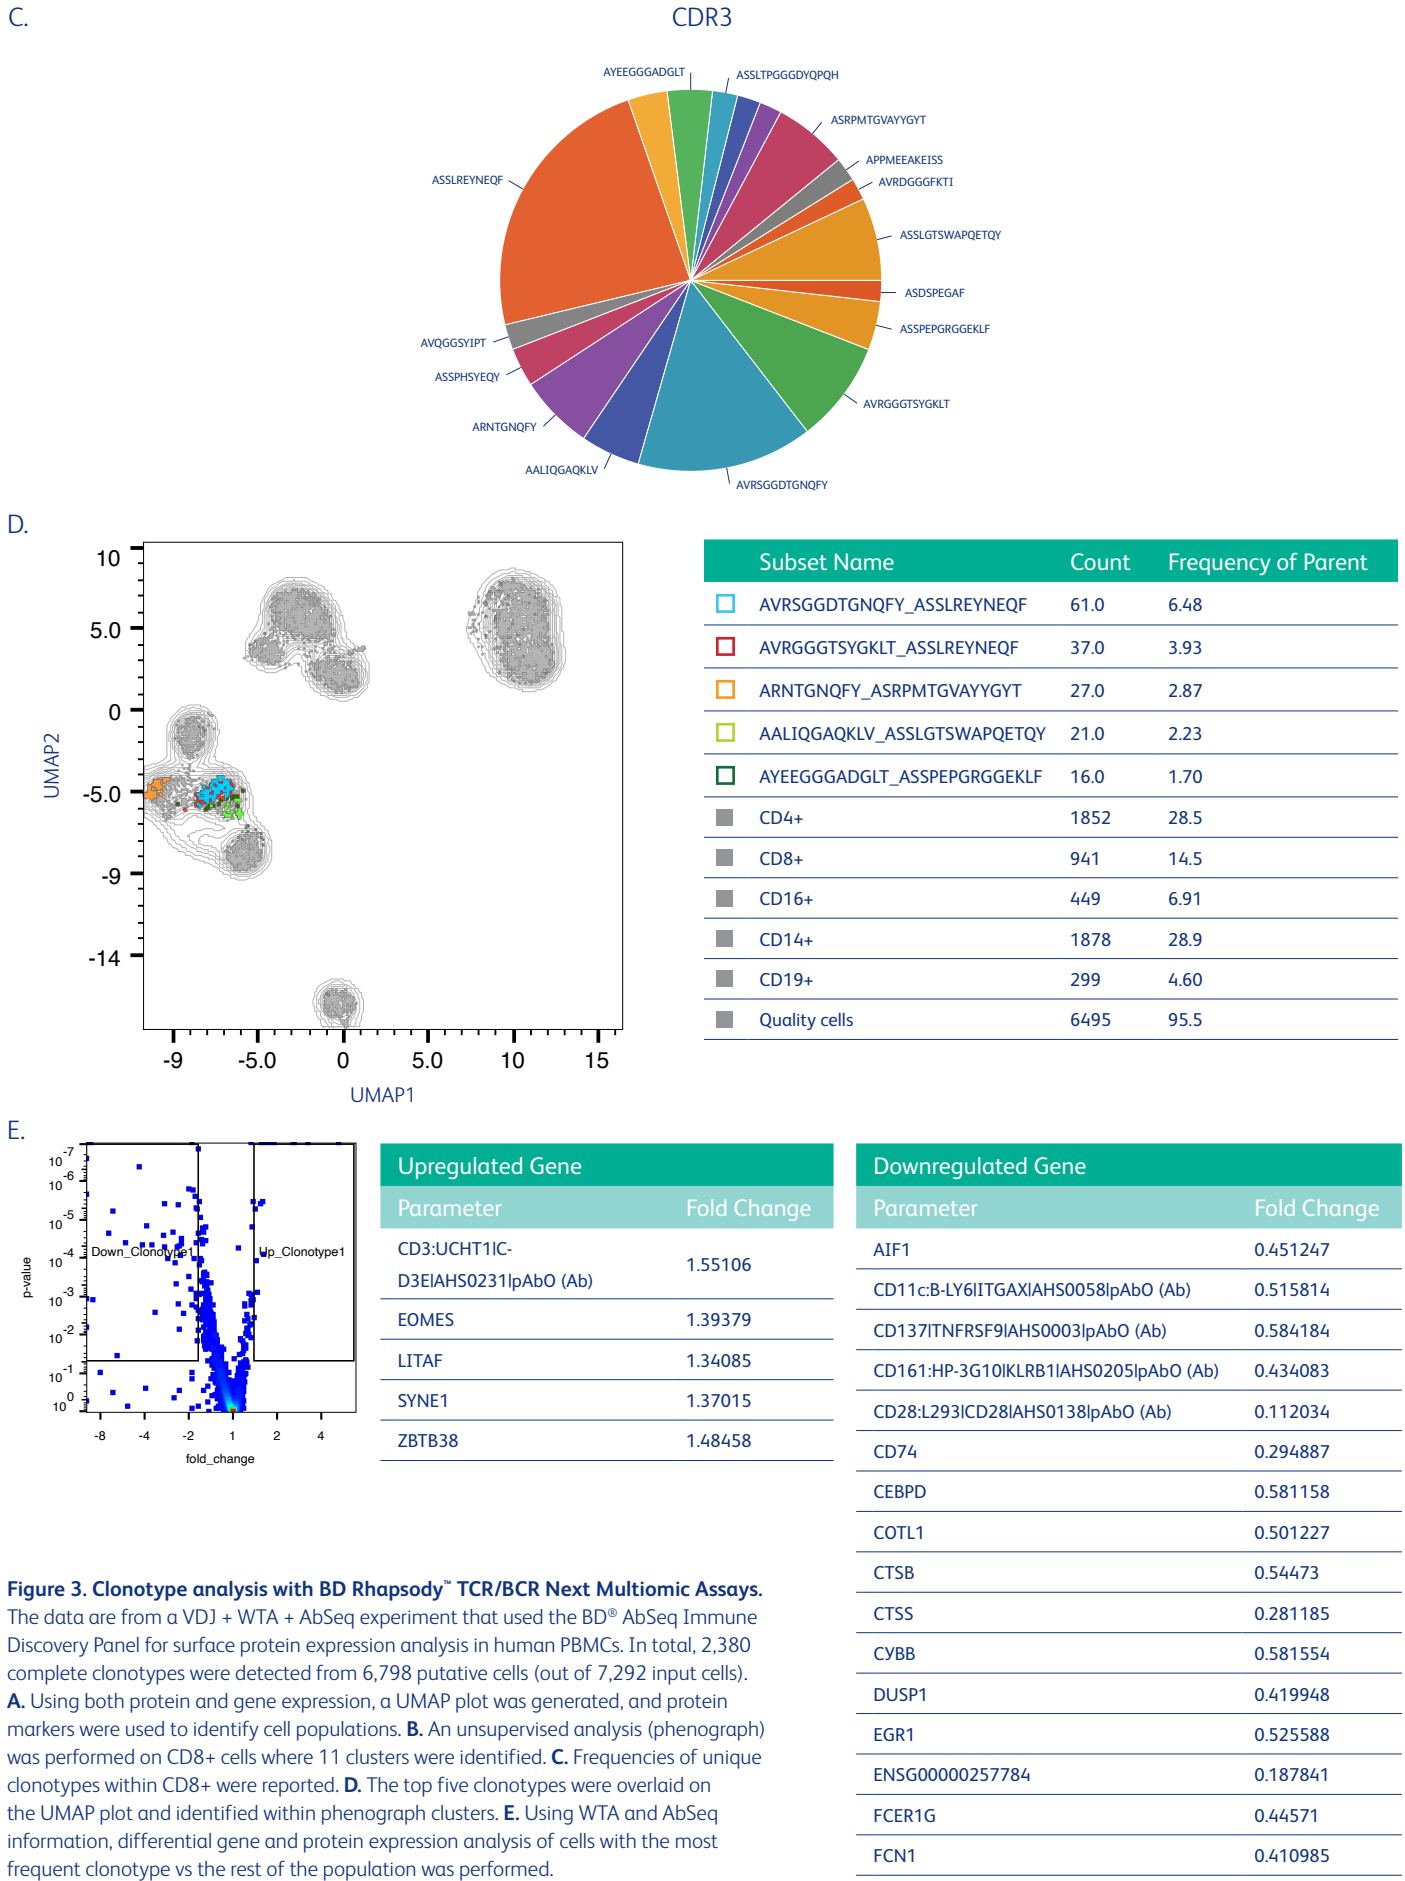 C.
CDR3
AYEEGGGADGLT
ASSLTPGGGDYQPQH
ASRPMTGVAYYGYT
APPMEEAKEISS
AVRDGGGFKTI
ASSLREYNEQF
ASSLGTSWAPQETQY
ASDSPEGAF
ASSPEPGRGGEKLF
AVQGGSYIPT
ASSPHSYEQY
AVRGGGTSYGKLT
ARNTGNQFY
AALIQGAQKLV
AVRSGGDTGNQFY
D.
10
5.0
0
-5.0
-9
-14
UMAP2
-9 -5.0 0 5.0 10 15
UMAP1
Subset Name Count Frequency of Parent
AVRSGGDTGNQFY_ASSLREYNEQF 61.0 6.48
AVRGGGTSYGKLT_ASSLREYNEQF 37.0 3.93
ARNTGNQFY_ASRPMTGVAYYGYT 27.0 2.87
AALIQGAQKLV_ASSLGTSWAPQETQY 21.0 2.23
AYEEGGGADGLT_ASSPEPGRGGEKLF 16.0 1.70
CD4+ 1852 28.5
CD8+ 941 14.5
CD16+ 449 6.91
CD14+ 1878 28.9
CD19+ 299 4.60
Quality cells 6495 95.5
E.
10-7
10-6
10-5
10-4
10-3
10-2
10-1
10 0
p-value
Down_Clonotype1 Up_Clonotype1
-8 -4 -2 1 2 4
fold_change
Upregulated Gene
Parameter Fold Change
CD3:UCHT1|C-
D3E|AHS0231|pAbO (Ab) 1.55106
EOMES 1.39379
LITAF 1.34085
SYNE1 1.37015
ZBTB38 1.48458
Downregulated Gene
Parameter Fold Change
AIF1 0.451247
CD11c:B-LY6|ITGAX|AHS0058|pAbO (Ab) 0.515814
CD137|TNFRSF9|AHS0003|pAbO (Ab) 0.584184
CD161:HP-3G10|KLRB1|AHS0205|pAbO (Ab) 0.434083
CD28:L293|CD28|AHS0138|pAbO (Ab) 0.112034
CD74 0.294887
CEBPD 0.581158
COTL1 0.501227
CTSB 0.54473
CTSS 0.281185
CYBB 0.581554
DUSP1 0.419948
EGR1 0.525588
ENSG00000257784 0.187841
FCER1G 0.44571
FCN1 0.410985
Figure 3. Clonotype analysis with BD Rhapsody™ TCR/BCR Next Multiomic Assays.
The data are from a VDJ + WTA + AbSeq experiment that used the BD® AbSeq Immune
Discovery Panel for surface protein expression analysis in human PBMCs. In total, 2,380
complete clonotypes were detected from 6,798 putative cells (out of 7,292 input cells).
A. Using both protein and gene expression, a UMAP plot was generated, and protein
markers were used to identify cell populations. B. An unsupervised analysis (phenograph)
was performed on CD8+ cells where 11 clusters were identified. C. Frequencies of unique
clonotypes within CD8+ were reported. D. The top five clonotypes were overlaid on
the UMAP plot and identified within phenograph clusters. E. Using WTA and AbSeq
information, differential gene and protein expression analysis of cells with the most
frequent clonotype vs the rest of the population was performed.